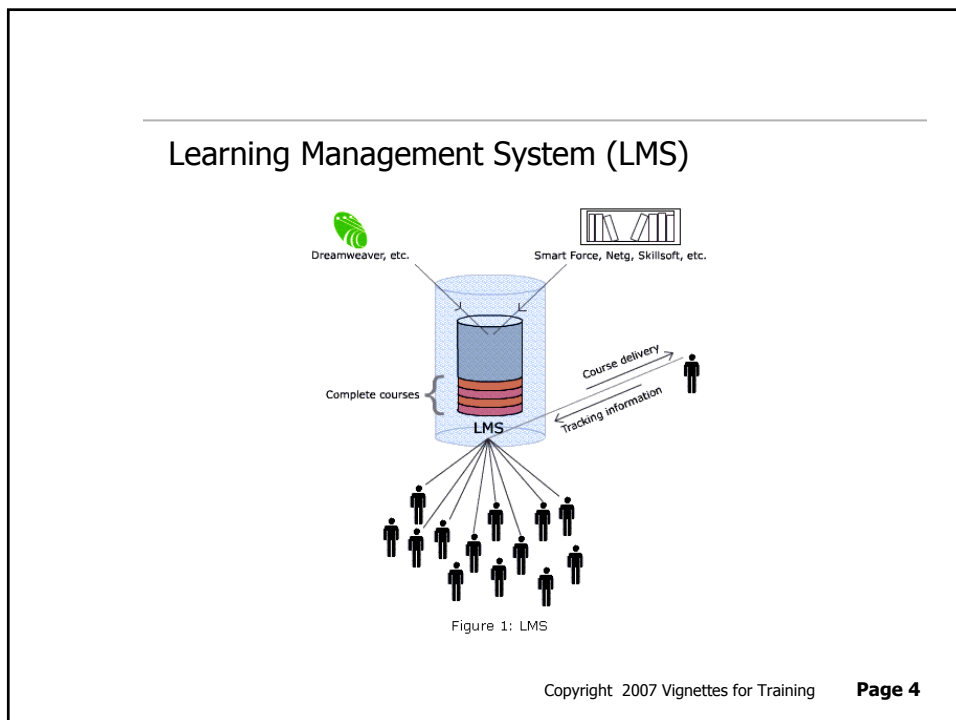 Learning Management System (LMS)
Dreamweaver, etc.
Smart Force, Netg, Skillsoft, etc.
Course delivery
Tracking information
Complete courses
LMS
Figure 1: LMS
Copyright 2007 Vignettes for Training Page 4